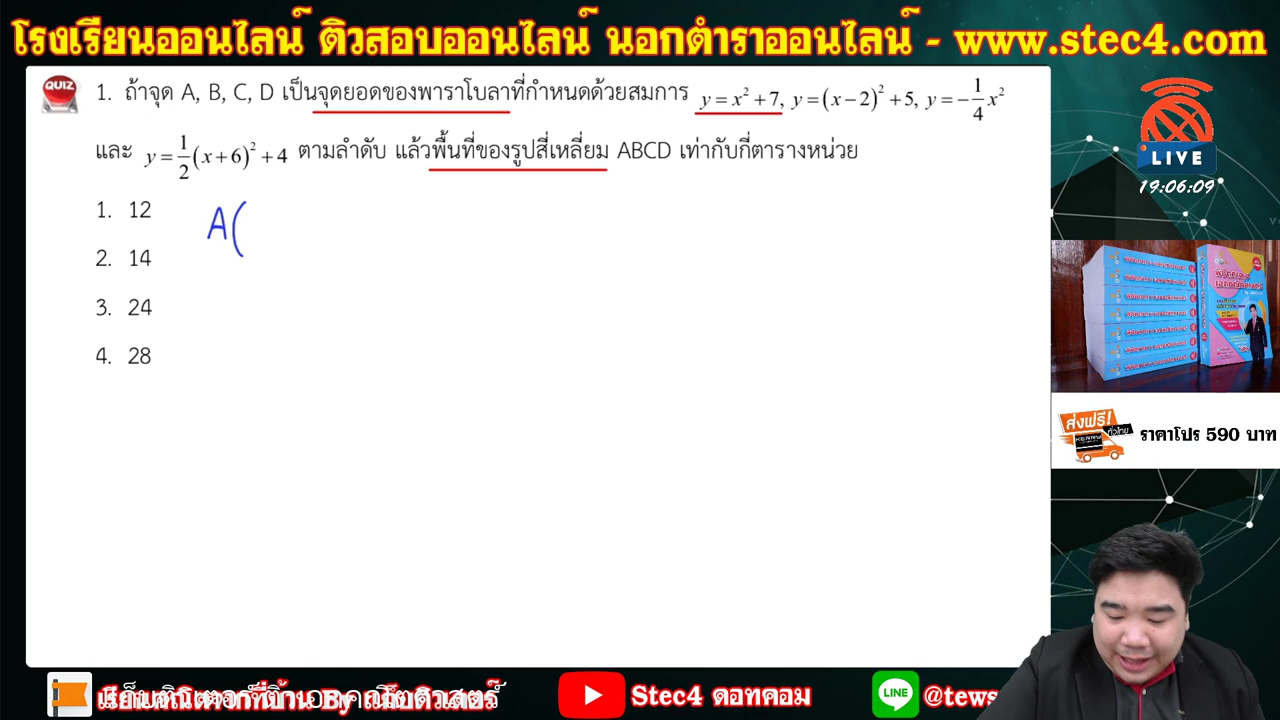 โรงเรียนออนไลน์ ติวสอบออนไลน์ นอกตำราออนไลน์ - www.stec4.com
QUIZ
1. ถ้าจุด A, B, C, D เป็นจุดยอดของพาราโบลาที่กำหนดด้วยสมการ y = x² + 7, y = (x − 2)² + 5, y = −1/4 x²
และ y = 1/2 (x + 6)² + 4 ตามลำดับ แล้วพื้นที่ของรูปสี่เหลี่ยม ABCD เท่ากับกี่ตารางหน่วย
1. 12
2. 14
3. 24
4. 28
A(
LIVE
19:06:09
ส่งฟรี!
ทั่วไทย
ราคาโปร 590 บาท
Stec4 ดอทคอม
LINE
@tews